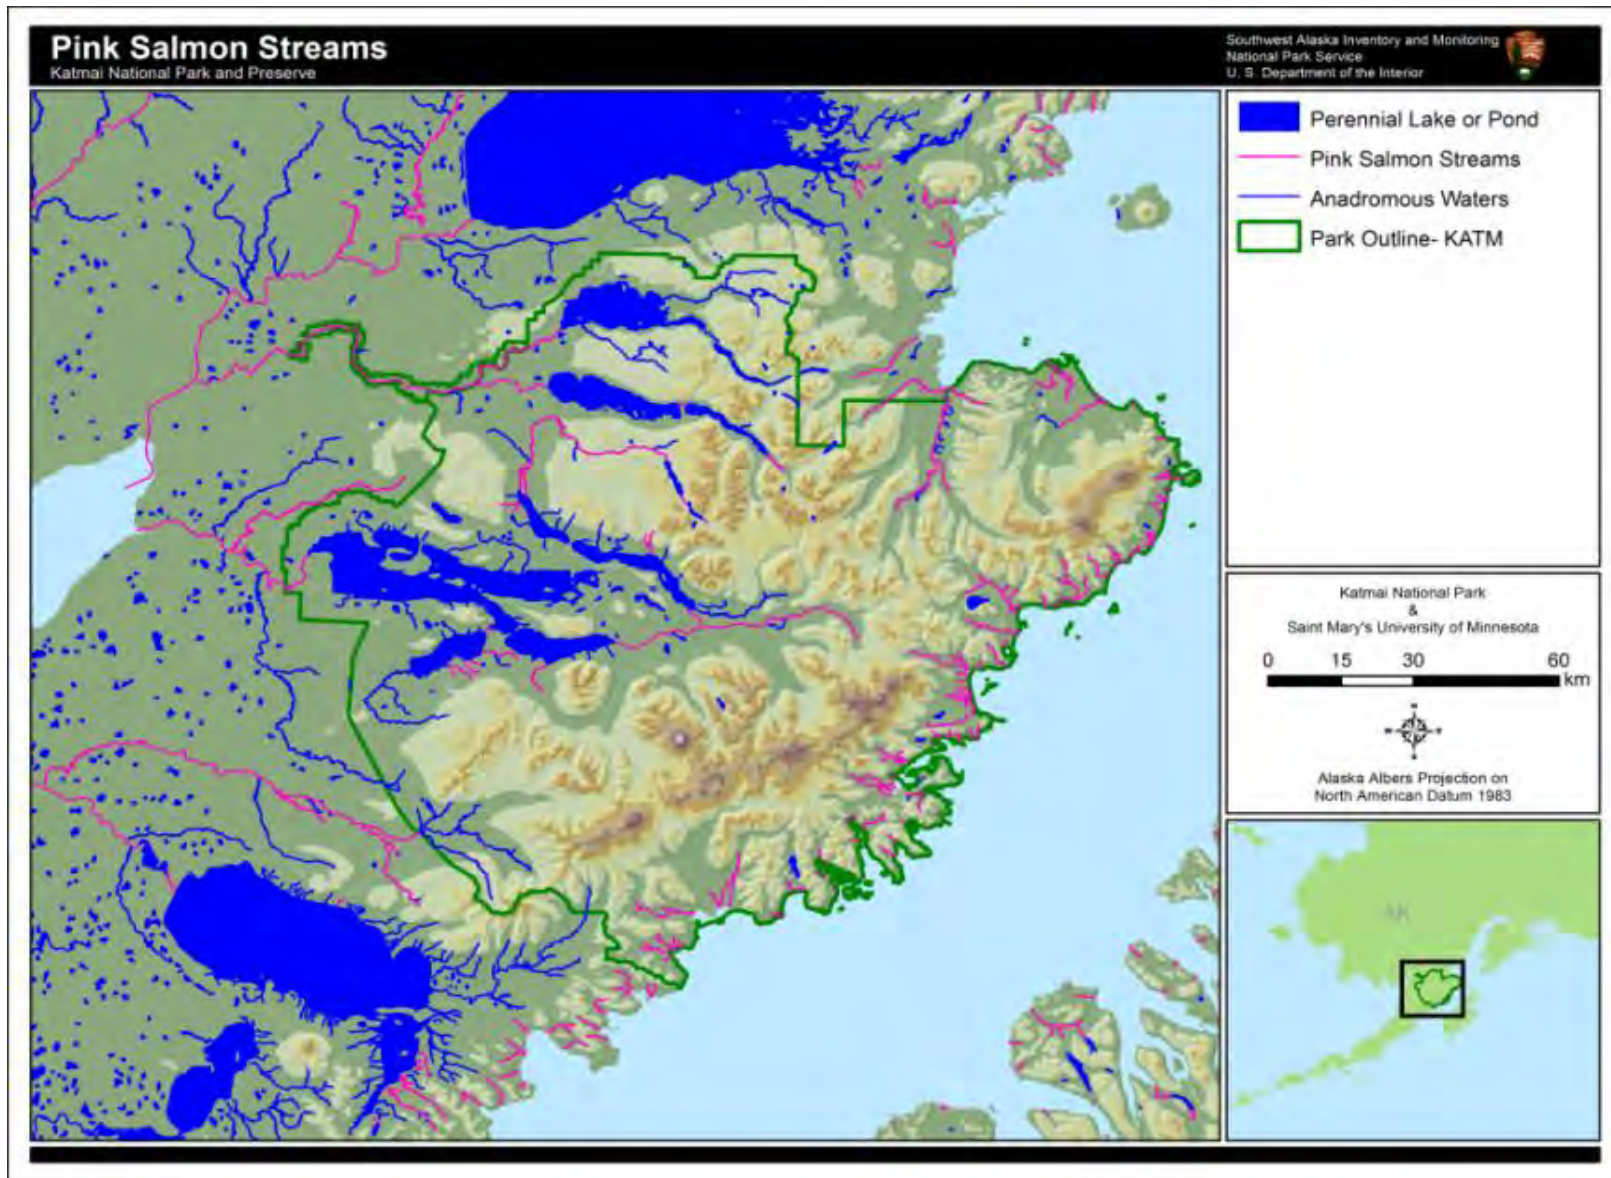 Pink Salmon Streams
Katmai National Park and Preserve
Southwest Alaska Inventory and Monitoring
National Park Service
U. S. Department of the Interior
Perennial Lake or Pond
Pink Salmon Streams
Anadromous Waters
Park Outline- KATM
Katmai National Park
&
Saint Mary's University of Minnesota
0 15 30 60
km
N
W E
S
Alaska Albers Projection on
North American Datum 1983
AK